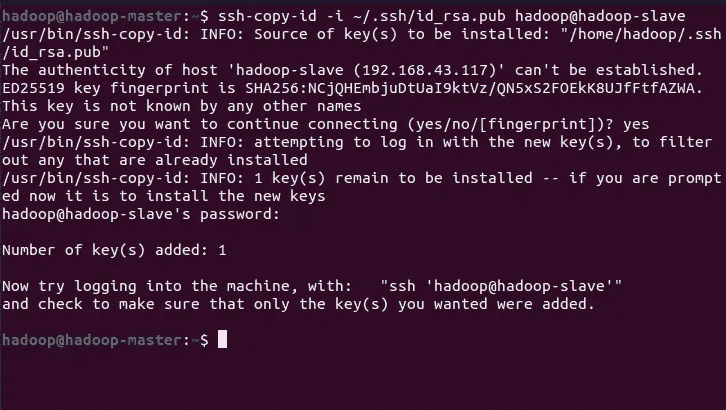 hadoop@hadoop-master:~$ ssh-copy-id -i ~/.ssh/id_rsa.pub hadoop@hadoop-slave
/usr/bin/ssh-copy-id: INFO: Source of key(s) to be installed: "/home/hadoop/.ssh
/id_rsa.pub"
The authenticity of host 'hadoop-slave (192.168.43.117)' can't be established.
ED25519 key fingerprint is SHA256:NCjQHEmbjuDtUaI9ktVz/QN5xS2FOEkK8UJfFtfAZWA.
This key is not known by any other names
Are you sure you want to continue connecting (yes/no/[fingerprint])? yes
/usr/bin/ssh-copy-id: INFO: attempting to log in with the new key(s), to filter
out any that are already installed
/usr/bin/ssh-copy-id: INFO: 1 key(s) remain to be installed -- if you are prompt
ed now it is to install the new keys
hadoop@hadoop-slave's password:
Number of key(s) added: 1
Now try logging into the machine, with:   "ssh 'hadoop@hadoop-slave'"
and check to make sure that only the key(s) you wanted were added.
hadoop@hadoop-master:~$